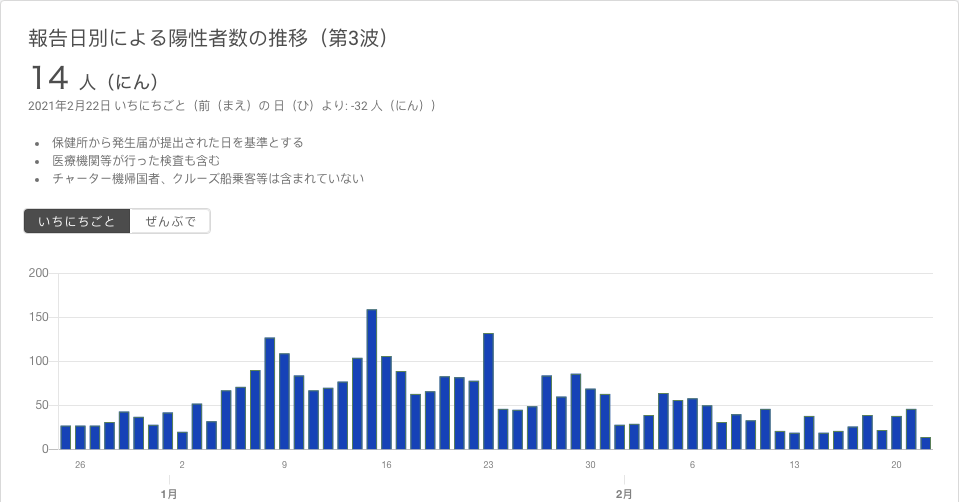 報告日別による陽性者数の推移（第3波）
14 人（にん）
2021年2月22日 いちにちごと（前（まえ）の 日（ひ）より: -32 人（にん））
保健所から発生届が提出された日を基準とする
医療機関等が行った検査も含む
チャーター機帰国者、クルーズ船乗客等は含まれていない
いちにちごと ぜんぶで
200
150
100
50
0
26 2 9 16 23 30 6 13 20
1月 2月